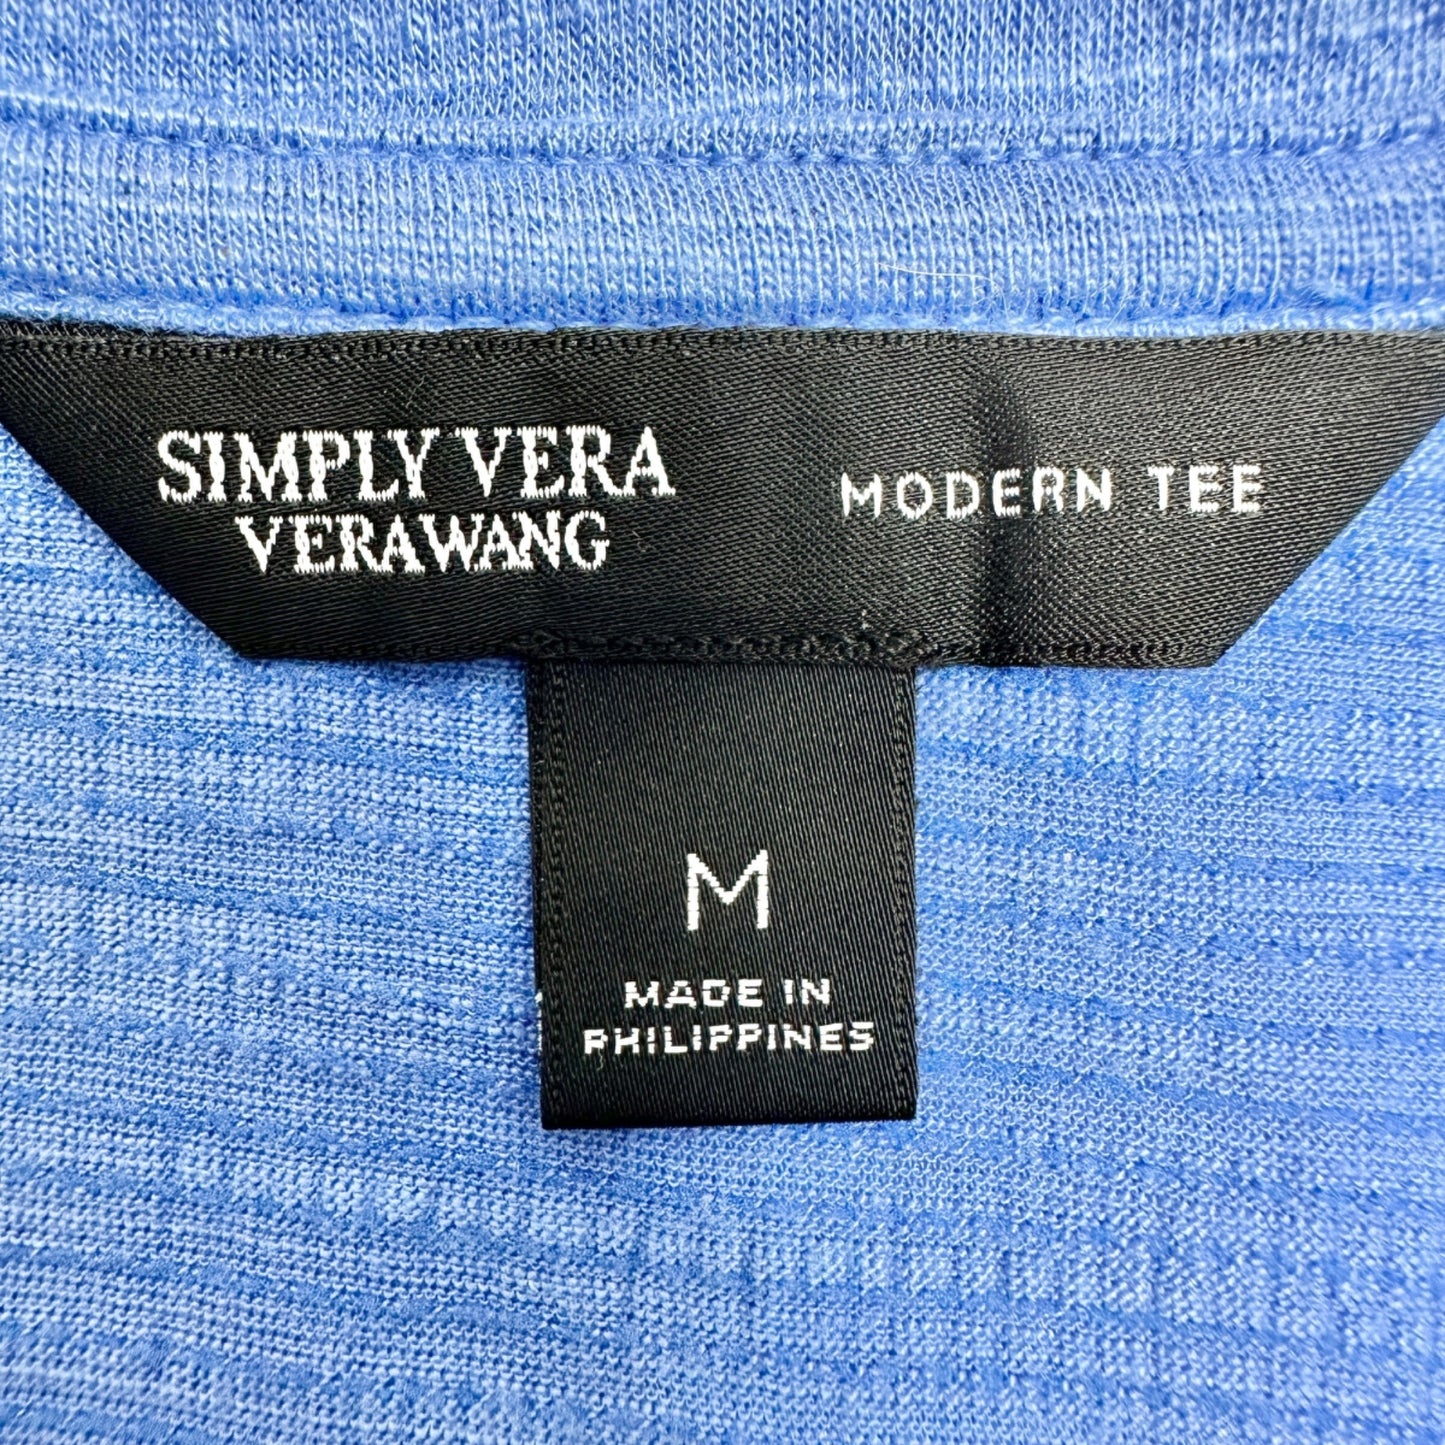 SIMPLY VERA
VERAWANG
MODERN TEE
M
MADE IN
PHILIPPINES